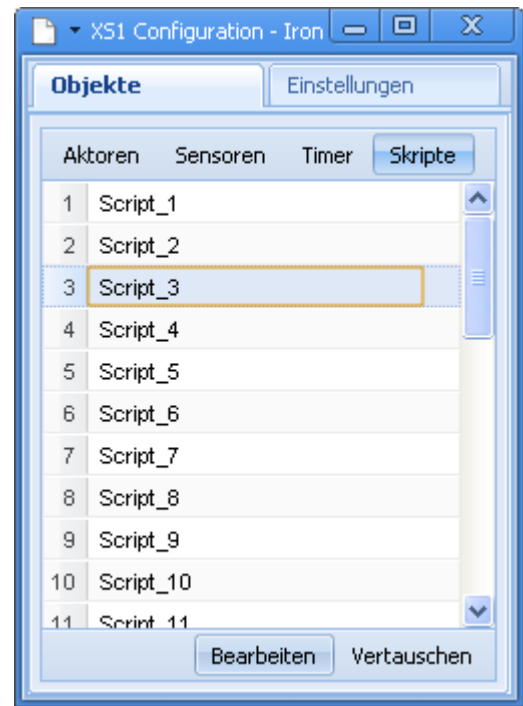 XS1 Configuration - Iron
Objekte Einstellungen
Aktoren Sensoren Timer Skripte
1 Script_1
2 Script_2
3 Script_3
4 Script_4
5 Script_5
6 Script_6
7 Script_7
8 Script_8
9 Script_9
10 Script_10
11 Script_11
Bearbeiten Vertauschen